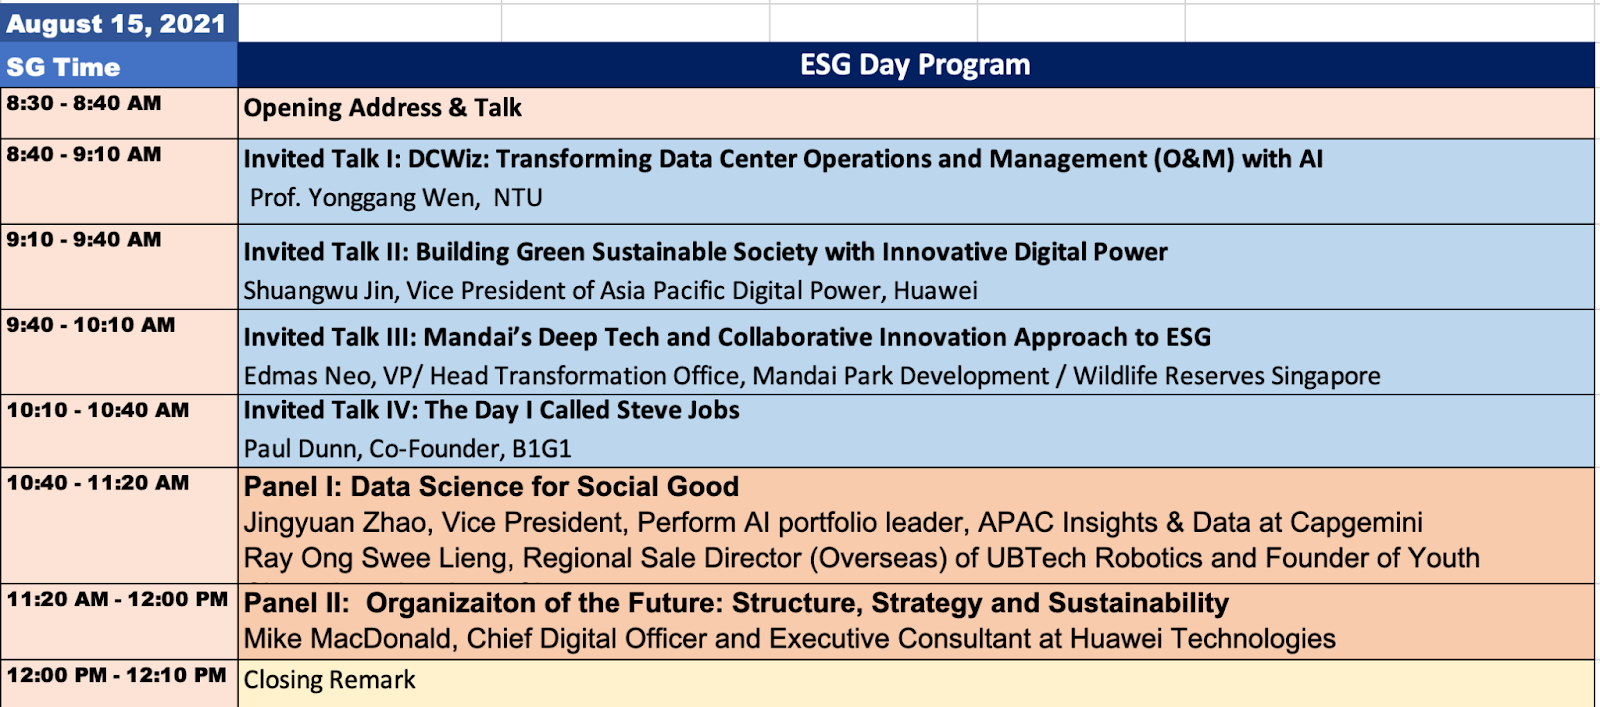 August 15, 2021
SG Time
ESG Day Program
8:30 - 8:40 AM
Opening Address & Talk
8:40 - 9:10 AM
Invited Talk I: DCWiz: Transforming Data Center Operations and Management (O&M) with AI
Prof. Yonggang Wen,  NTU
9:10 - 9:40 AM
Invited Talk II: Building Green Sustainable Society with Innovative Digital Power
Shuangwu Jin, Vice President of Asia Pacific Digital Power, Huawei
9:40 - 10:10 AM
Invited Talk III: Mandai’s Deep Tech and Collaborative Innovation Approach to ESG
Edmas Neo, VP/ Head Transformation Office, Mandai Park Development / Wildlife Reserves Singapore
10:10 - 10:40 AM
Invited Talk IV: The Day I Called Steve Jobs
Paul Dunn, Co-Founder, B1G1
10:40 - 11:20 AM
Panel I: Data Science for Social Good
Jingyuan Zhao, Vice President, Perform AI portfolio leader, APAC Insights & Data at Capgemini
Ray Ong Swee Lieng, Regional Sale Director (Overseas) of UBTech Robotics and Founder of Youth
11:20 AM - 12:00 PM
Panel II:  Organizaiton of the Future: Structure, Strategy and Sustainability
Mike MacDonald, Chief Digital Officer and Executive Consultant at Huawei Technologies
12:00 PM - 12:10 PM
Closing Remark